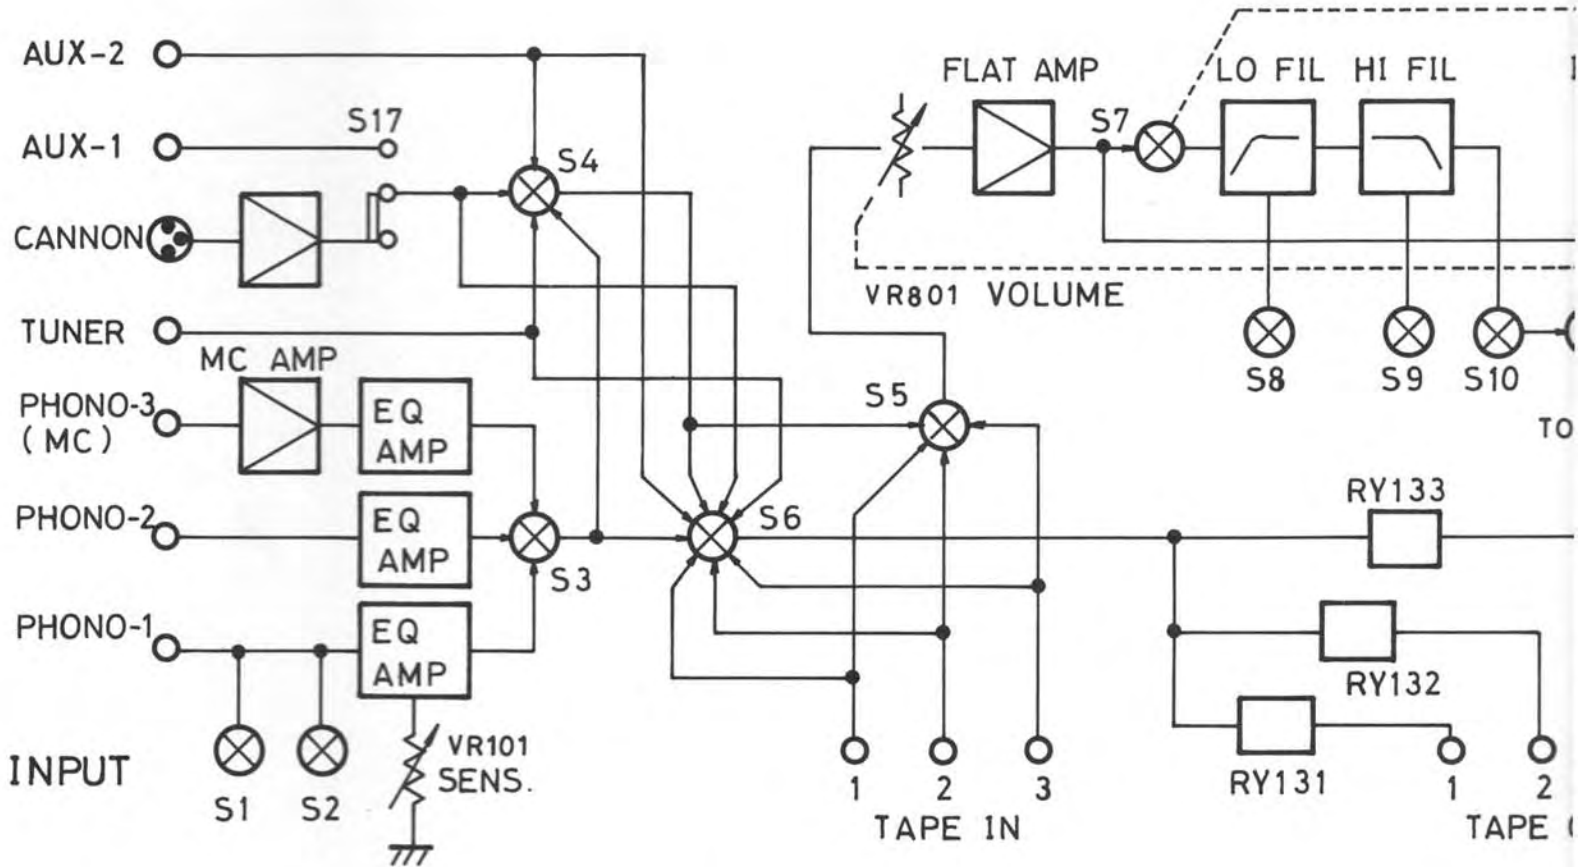 AUX-2
AUX-1
S17
CANNON
TUNER
MC AMP
PHONO-3
(MC)
EQ
AMP
PHONO-2
EQ
AMP
PHONO-1
EQ
AMP
INPUT
S1
S2
VR101
SENS.
S3
S4
S5
S6
FLAT AMP
S7
LO FIL
HI FIL
VR801 VOLUME
S8
S9
S10
TO
RY133
RY132
RY131
1
2
3
TAPE IN
1
2
TAPE